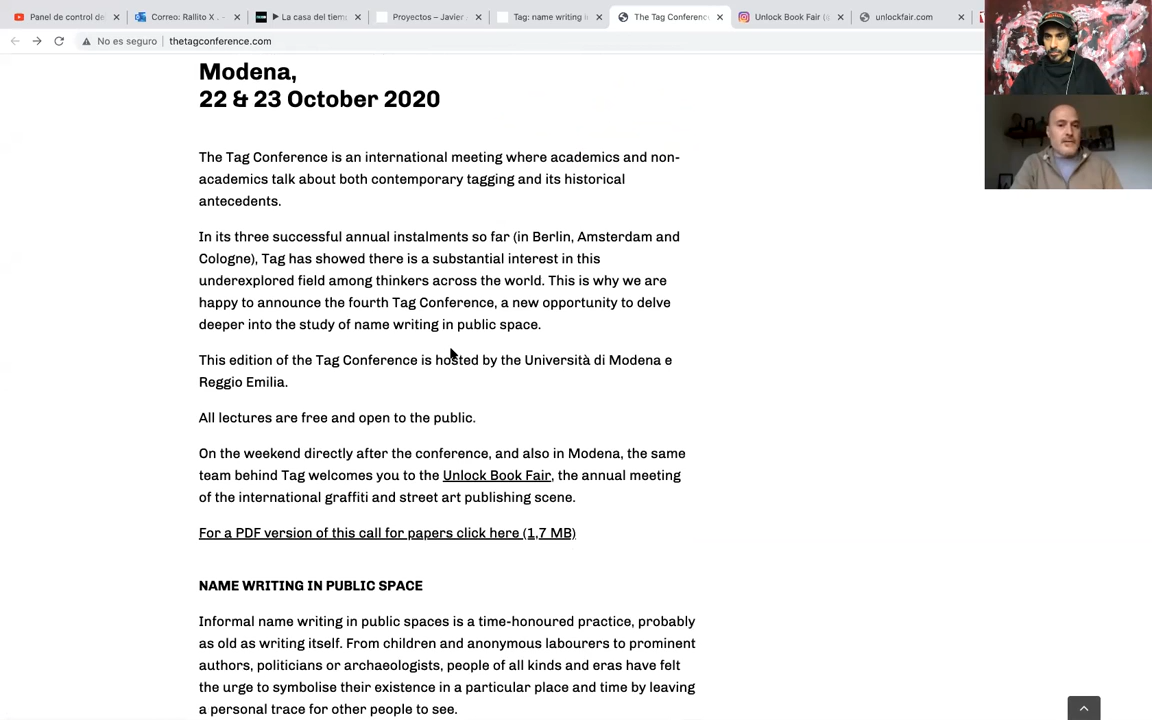 Panel de control de
Correo: Rallito X . -
La casa del tiem
Proyectos – Javier
Tag: name writing i
The Tag Conferenc
Unlock Book Fair (@
unlockfair.com
No es seguro
thetagconference.com
Modena,
22 & 23 October 2020
The Tag Conference is an international meeting where academics and non-
academics talk about both contemporary tagging and its historical
antecedents.
In its three successful annual instalments so far (in Berlin, Amsterdam and
Cologne), Tag has showed there is a substantial interest in this
underexplored field among thinkers across the world. This is why we are
happy to announce the fourth Tag Conference, a new opportunity to delve
deeper into the study of name writing in public space.
This edition of the Tag Conference is hosted by the Università di Modena e
Reggio Emilia.
All lectures are free and open to the public.
On the weekend directly after the conference, and also in Modena, the same
team behind Tag welcomes you to the Unlock Book Fair, the annual meeting
of the international graffiti and street art publishing scene.
For a PDF version of this call for papers click here (1,7 MB)
NAME WRITING IN PUBLIC SPACE
Informal name writing in public spaces is a time-honoured practice, probably
as old as writing itself. From children and anonymous labourers to prominent
authors, politicians or archaeologists, people of all kinds and eras have felt
the urge to symbolise their existence in a particular place and time by leaving
a personal trace for other people to see.